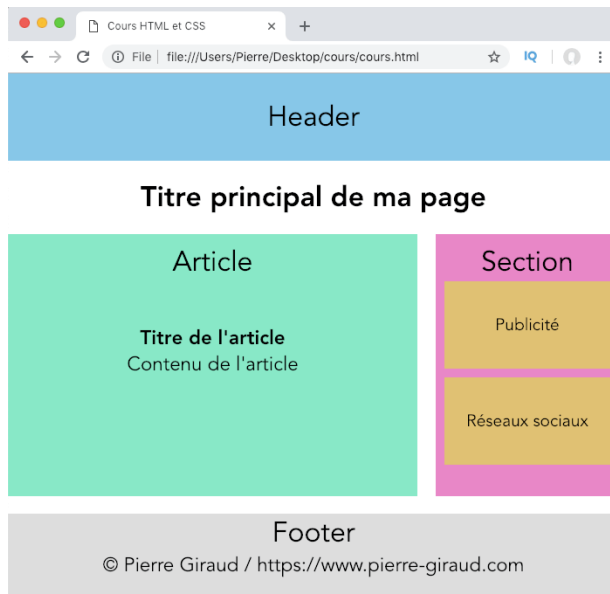 Cours HTML et CSS
File file:///Users/Pierre/Desktop/cours/cours.html
IQ
Header
Titre principal de ma page
Article
Titre de l'article
Contenu de l'article
Section
Publicité
Réseaux sociaux
Footer
© Pierre Giraud / https://www.pierre-giraud.com